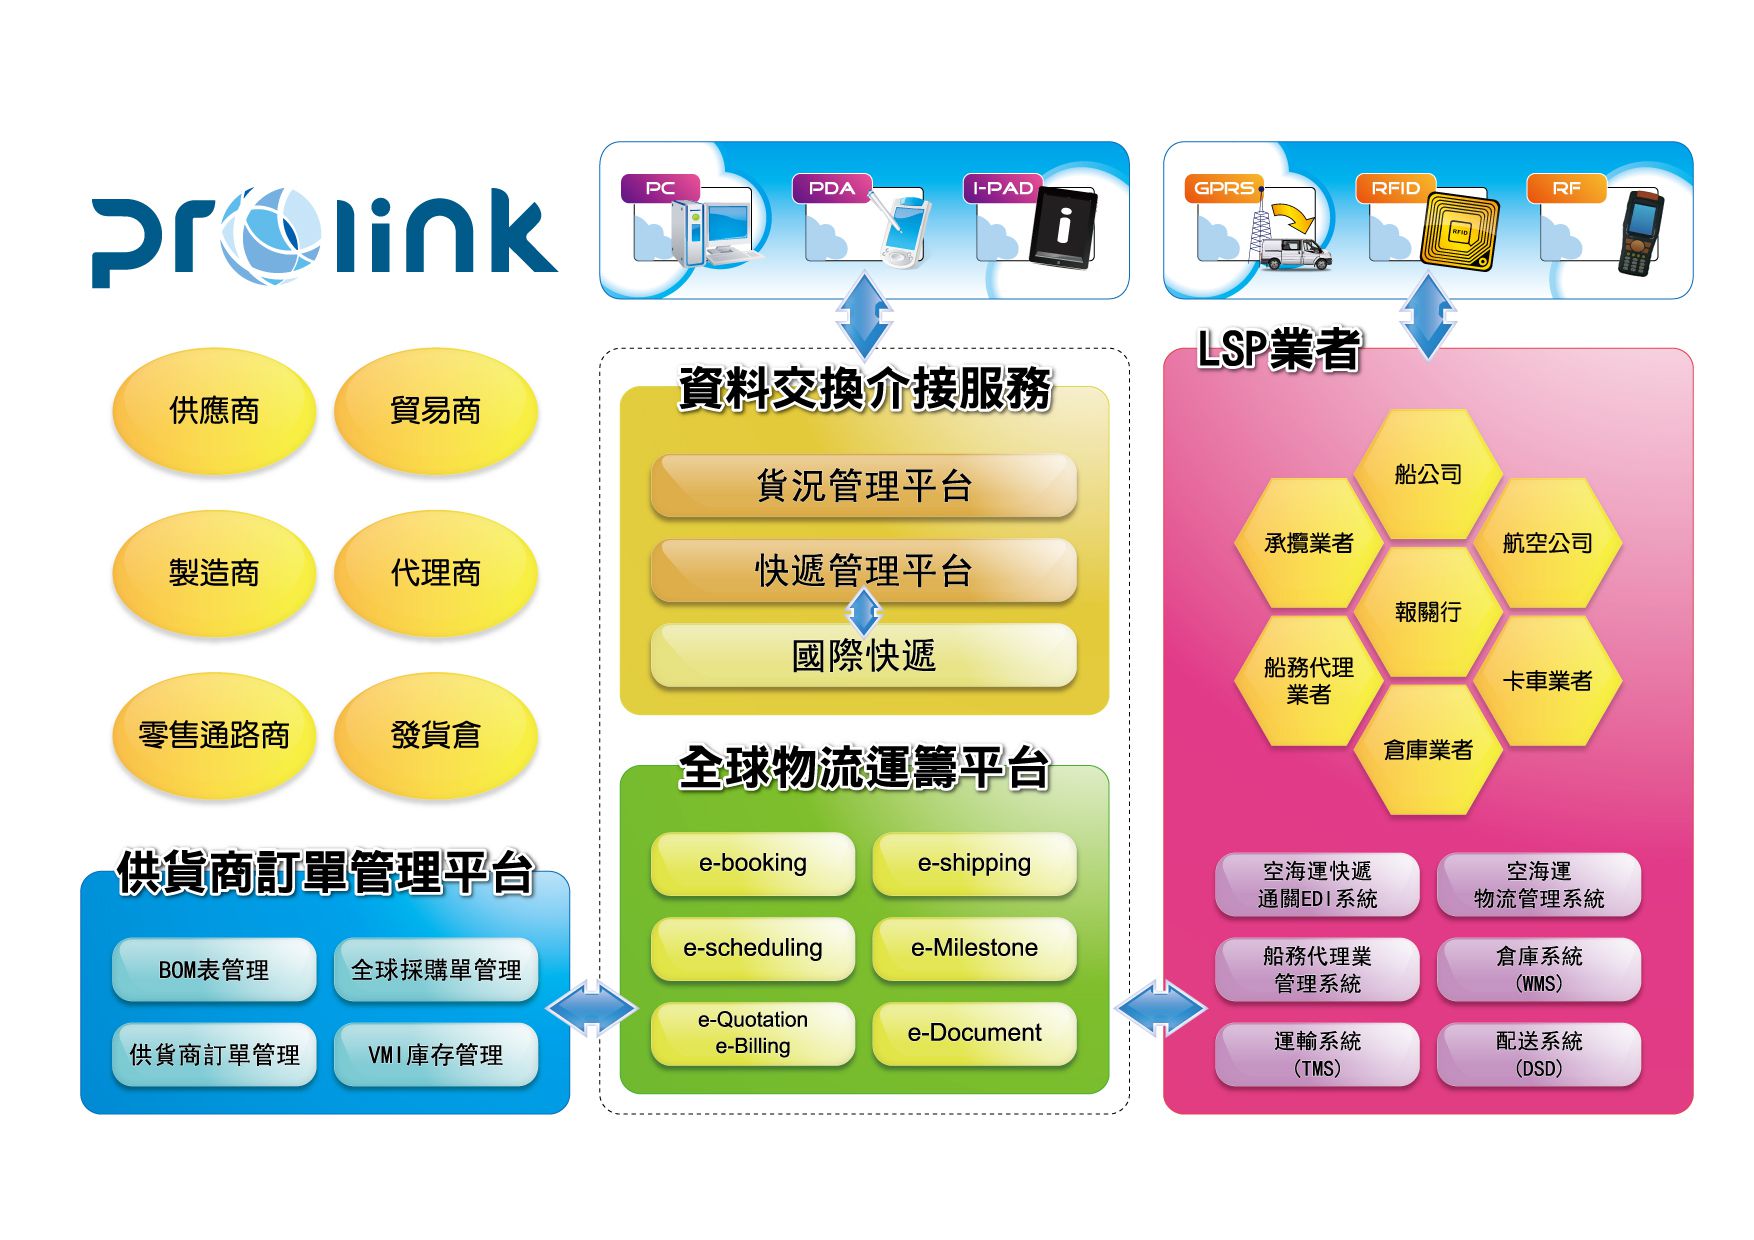 prolink
PC
PDA
I-PAD
GPRS
RFID
RFID
RF
供應商
貿易商
製造商
代理商
零售通路商
發貨倉
供貨商訂單管理平台
BOM表管理
全球採購單管理
供貨商訂單管理
VMI庫存管理
資料交換介接服務
貨況管理平台
快遞管理平台
國際快遞
全球物流運籌平台
e-booking
e-shipping
e-scheduling
e-Milestone
e-Quotation
e-Billing
e-Document
LSP業者
船公司
承攬業者
航空公司
報關行
船務代理
業者
卡車業者
倉庫業者
空海運快遞
通關EDI系統
空海運
物流管理系統
船務代理業
管理系統
倉庫系統
(WMS)
運輸系統
(TMS)
配送系統
(DSD)